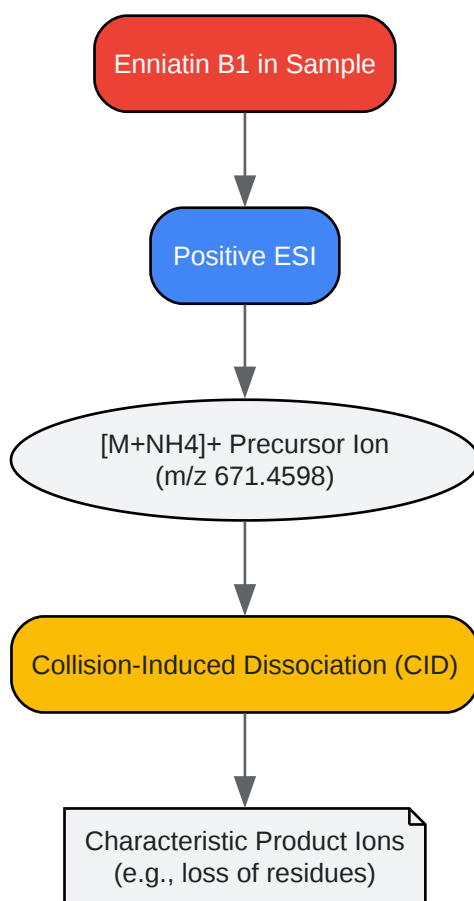 Enniatin B1 in Sample
Positive ESI
[M+NH4]+ Precursor Ion
(m/z 671.4598)
Collision-Induced Dissociation (CID)
Characteristic Product Ions
(e.g., loss of residues)